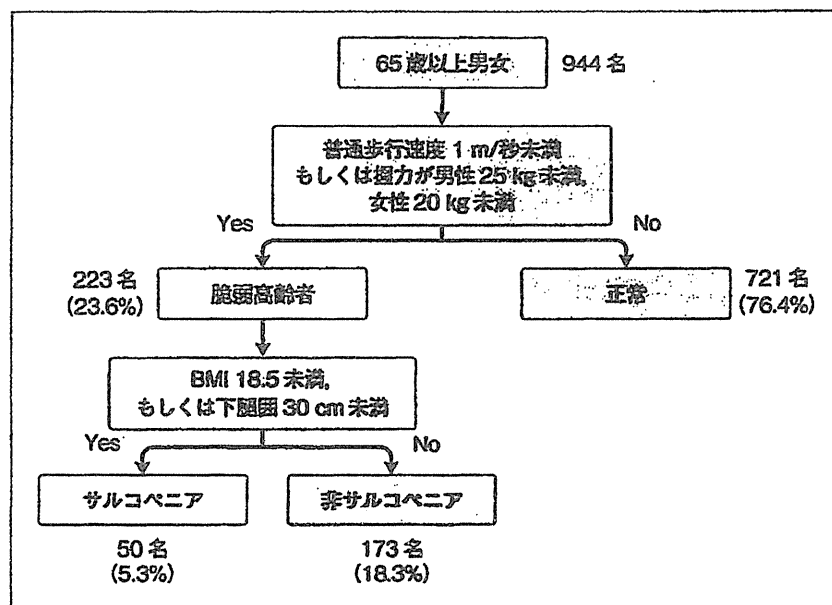 65歳以上男女 944名
普通歩行速度 1 m/秒未満
もしくは握力が男性 25 kg 未満,
女性 20 kg 未満
Yes No
223名
(23.6%)
脆弱高齢者
正常
721名
(76.4%)
BMI 18.5 未満,
もしくは下腿囲 30 cm 未満
Yes No
サルコペニア 非サルコペニア
50名
(5.3%)
173名
(18.3%)